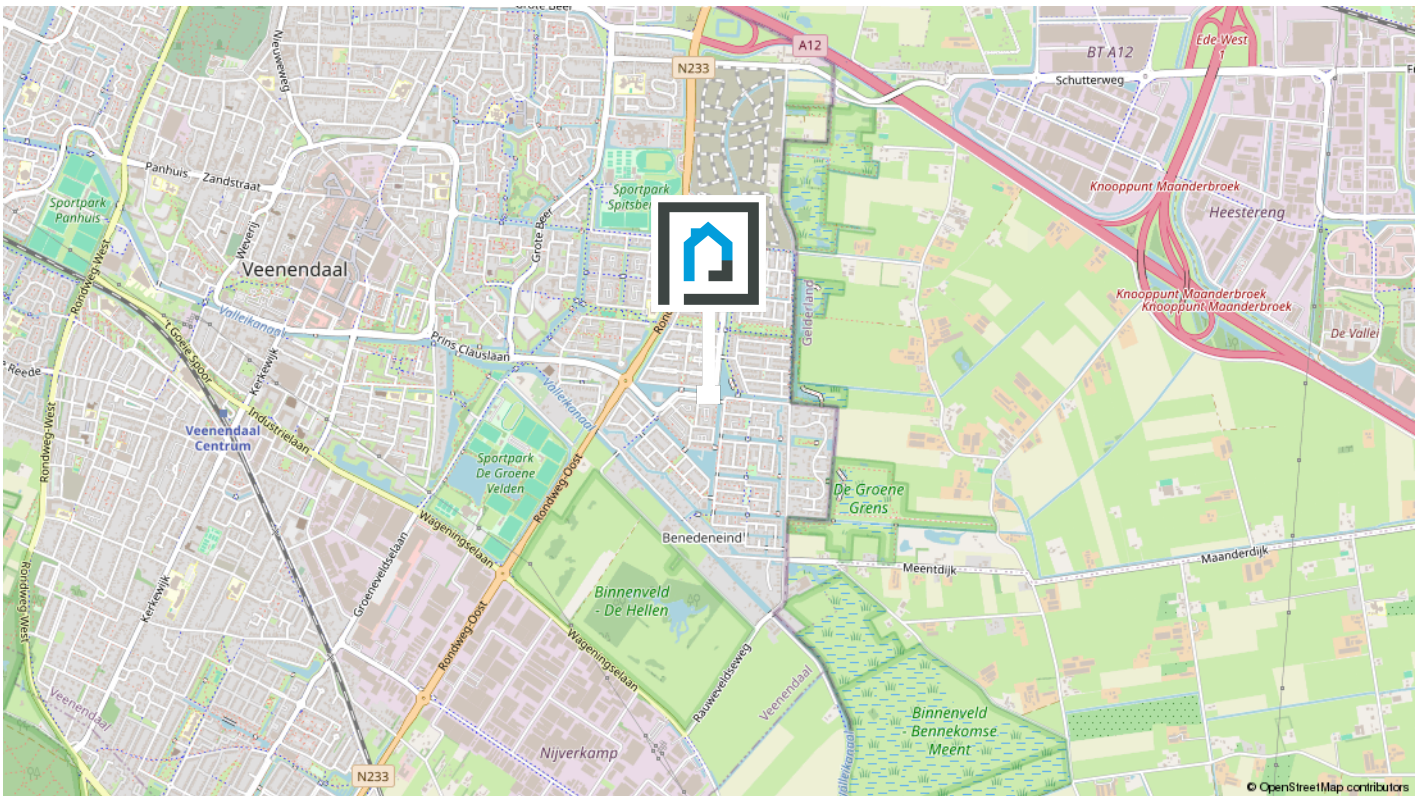 Grote Beer
A12
N233
Ede-West
BT A12
Schutterweg
Nieuweweg
Panhuis
Zandstraat
Sportpark
Panhuis
Sportpark
Knooppunt Maanderbroek
Heestereng
Weverij
Grote Beer
Veenendaal
Rondweg-West
Gelderland
Knooppunt Maanderbroek
Knooppunt Maanderbroek
Valleikanaal
't Goeie Spoor
Prins Clauslaan
De Vallei
Reede
Kerkewijk
Valleikanaal
Rondweg-West
Industrielaan
Veenendaal
Centrum
Sportpark
De Groene
Velden
Rondweg-Oost
De Groene
Grens
Wageningselaan
Benedeneind
Groeneveldselaan
Meentdijk
Maanderdijk
Kerkewijk
Rondweg-West
Binnenveld
- De Hellen
Rondweg-Oost
Wageningselaan
Rauweveldseweg
Veenendaal
Veenendaal
Binnenveld
Bennekomse
Meent
Nijverkamp
Valleikanaal
N233
© OpenStreetMap contributors